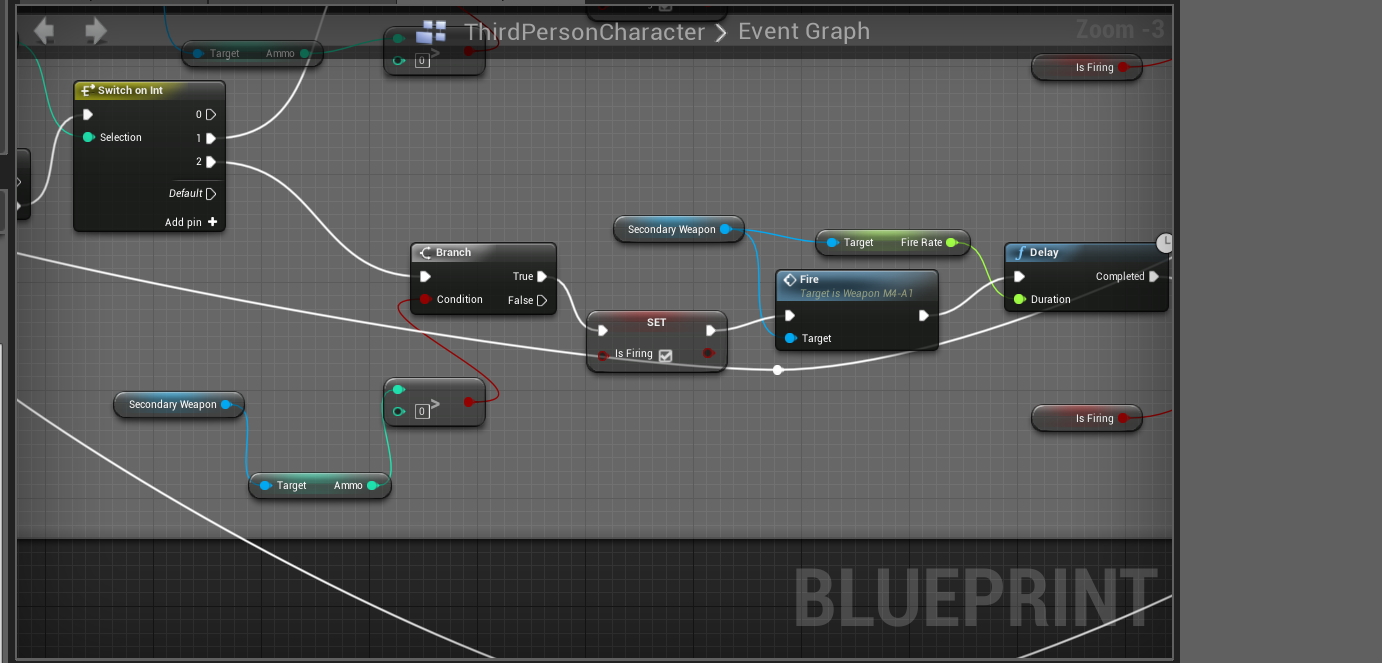 ThirdPersonCharacter > Event Graph
Zoom -3
Target Ammo
0 >
Is Firing
Switch on Int
0
Selection 1
2
Default
Add pin +
Secondary Weapon
Target Fire Rate
Branch
True
Condition False
Fire
Target is Weapon M4-A1
Target
Delay
Completed
Duration
SET
Is Firing
Secondary Weapon
0 >
Is Firing
Target Ammo
BLUEPRINT